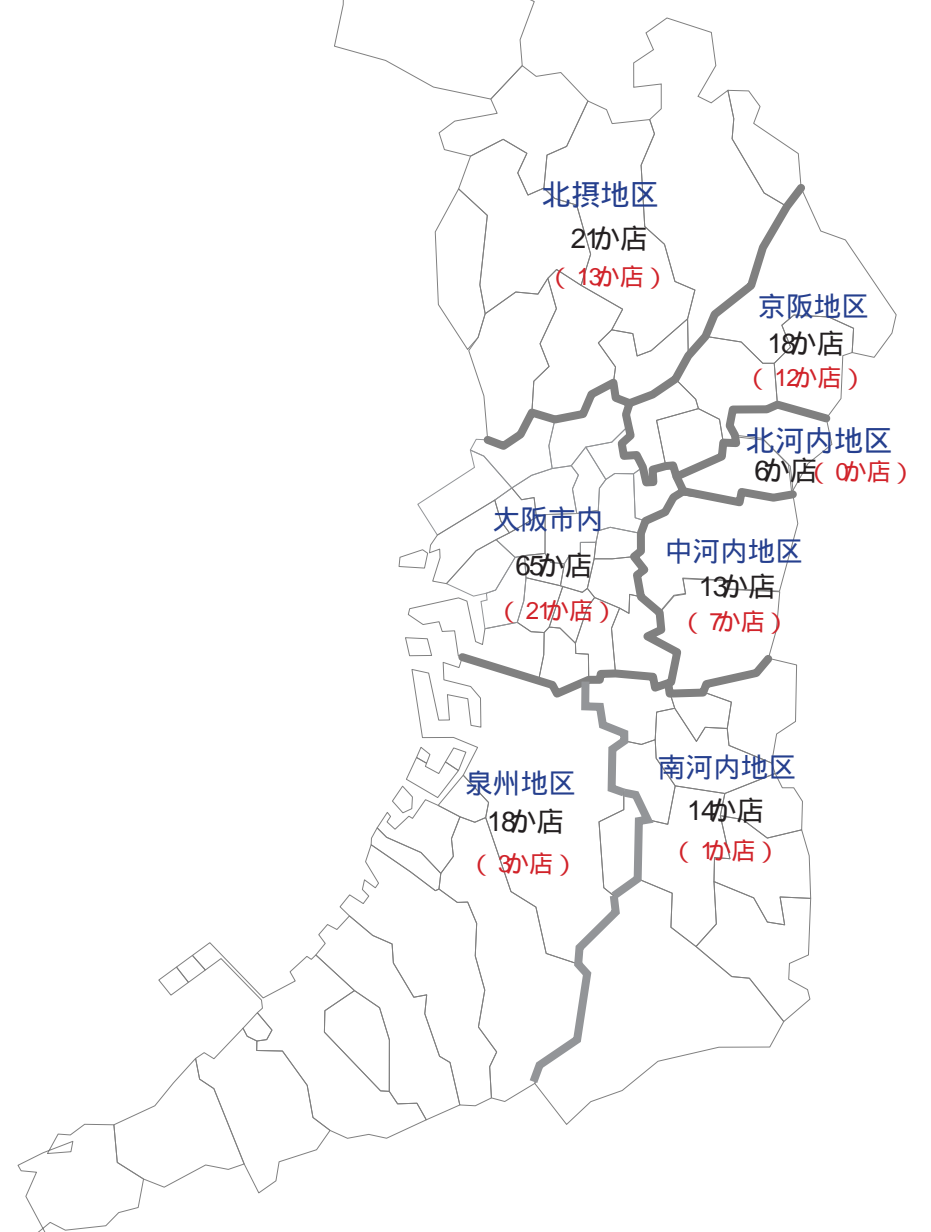 北摂地区
21か店
（ 13か店 ）
京阪地区
18か店
（ 12か店 ）
北河内地区
6か店（ 0か店 ）
大阪市内
65か店
（ 21か店 ）
中河内地区
13か店
（ 7か店 ）
泉州地区
18か店
（ 3か店 ）
南河内地区
14か店
（ 1か店 ）